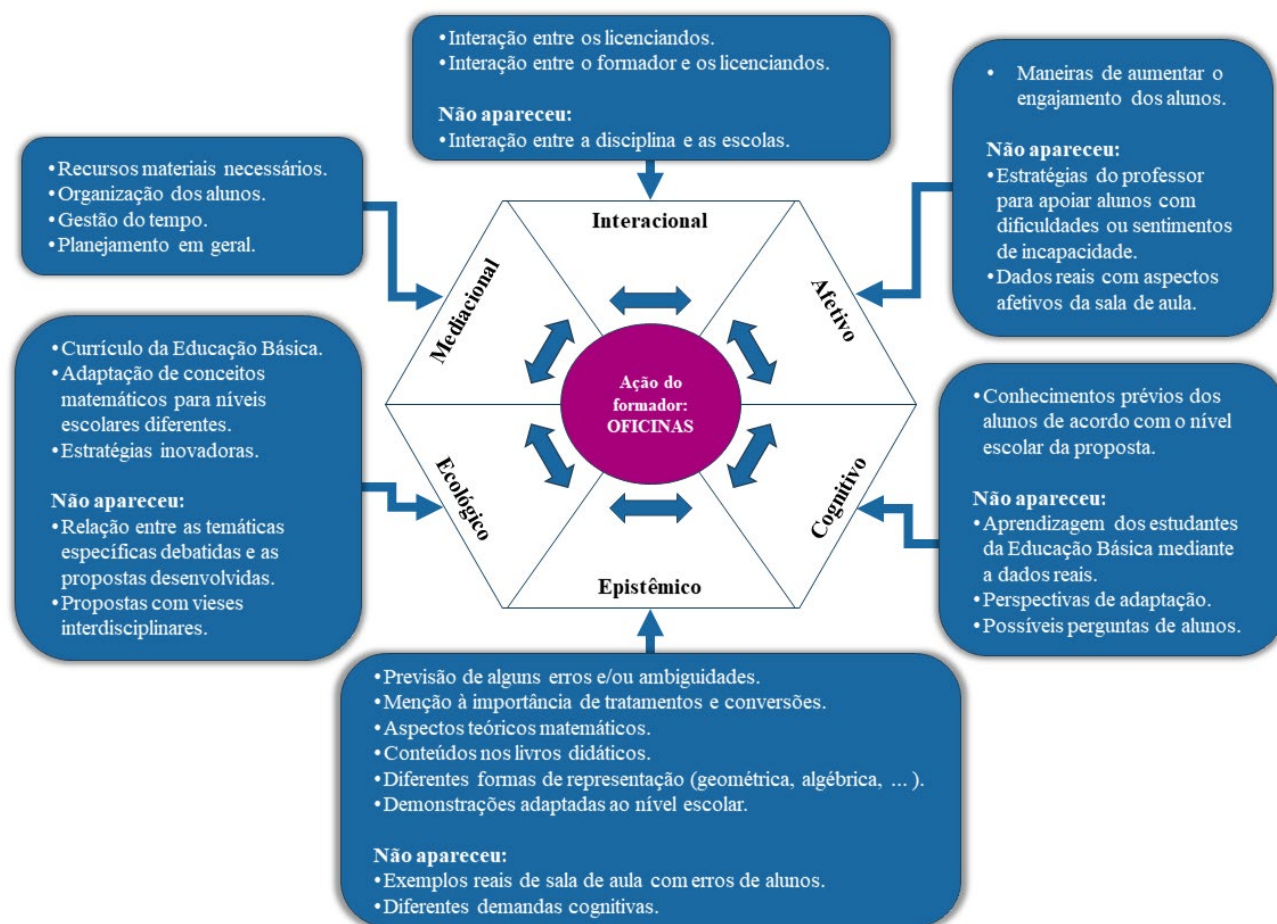 • Interação entre os licenciandos.
• Interação entre o formador e os licenciandos.
Não apareceu:
• Interação entre a disciplina e as escolas.
• Maneiras de aumentar o
engajamento dos alunos.
Não apareceu:
• Estratégias do professor
para apoiar alunos com
dificuldades ou sentimentos
de incapacidade.
• Dados reais com aspectos
afetivos da sala de aula.
• Recursos materiais necessários.
• Organização dos alunos.
• Gestão do tempo.
• Planejamento em geral.
Interacional
Mediacional
Afetivo
Ação do
formador:
OFICINAS
Ecológico
Cognitivo
Epistêmico
• Currículo da Educação Básica.
• Adaptação de conceitos
matemáticos para níveis
escolares diferentes.
• Estratégias inovadoras.
Não apareceu:
• Relação entre as temáticas
específicas debatidas e as
propostas desenvolvidas.
• Propostas com vieses
interdisciplinares.
• Conhecimentos prévios dos
alunos de acordo com o nível
escolar da proposta.
Não apareceu:
• Aprendizagem dos estudantes
da Educação Básica mediante
a dados reais.
• Perspectivas de adaptação.
• Possíveis perguntas de alunos.
• Previsão de alguns erros e/ou ambiguidades.
• Menção à importância de tratamentos e conversões.
• Aspectos teóricos matemáticos.
• Conteúdos nos livros didáticos.
• Diferentes formas de representação (geométrica, algébrica, ... ).
• Demonstrações adaptadas ao nível escolar.
Não apareceu:
• Exemplos reais de sala de aula com erros de alunos.
• Diferentes demandas cognitivas.